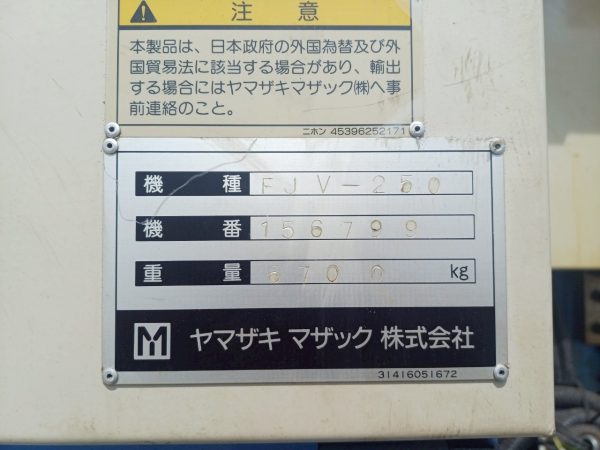 注意
本製品は、日本政府の外国為替及び外
国貿易法に該当する場合があり、輸出
する場合にはヤマザキマザック㈱へ事
前連絡のこと。
ニホン 45396252171
機種 FJV-250
機番 156799
重量 6700 kg
ヤマザキ マザック 株式会社
31416051672